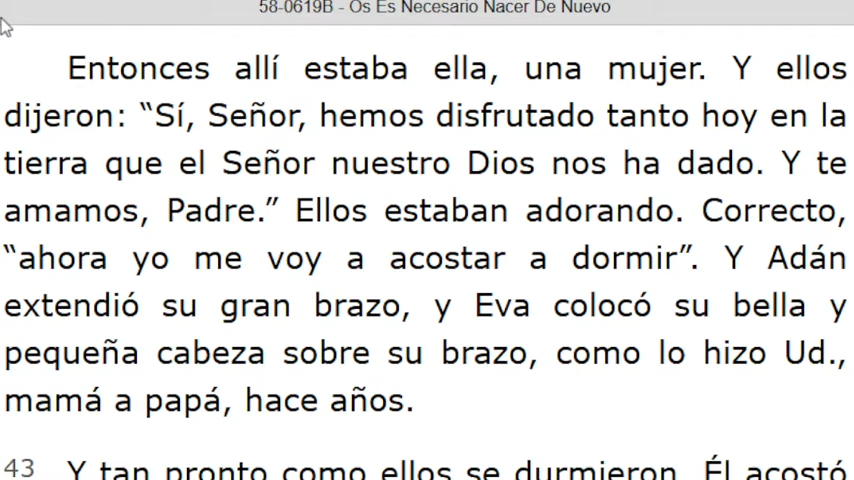 58-0619B - Os Es Necesario Nacer De Nuevo
Entonces allí estaba ella, una mujer. Y ellos
dijeron: “Sí, Señor, hemos disfrutado tanto hoy en la
tierra que el Señor nuestro Dios nos ha dado. Y te
amamos, Padre.” Ellos estaban adorando. Correcto,
“ahora yo me voy a acostar a dormir”. Y Adán
extendió su gran brazo, y Eva colocó su bella y
pequeña cabeza sobre su brazo, como lo hizo Ud.,
mamá a papá, hace años.
43 Y tan pronto como ellos se durmieron, Él acostó